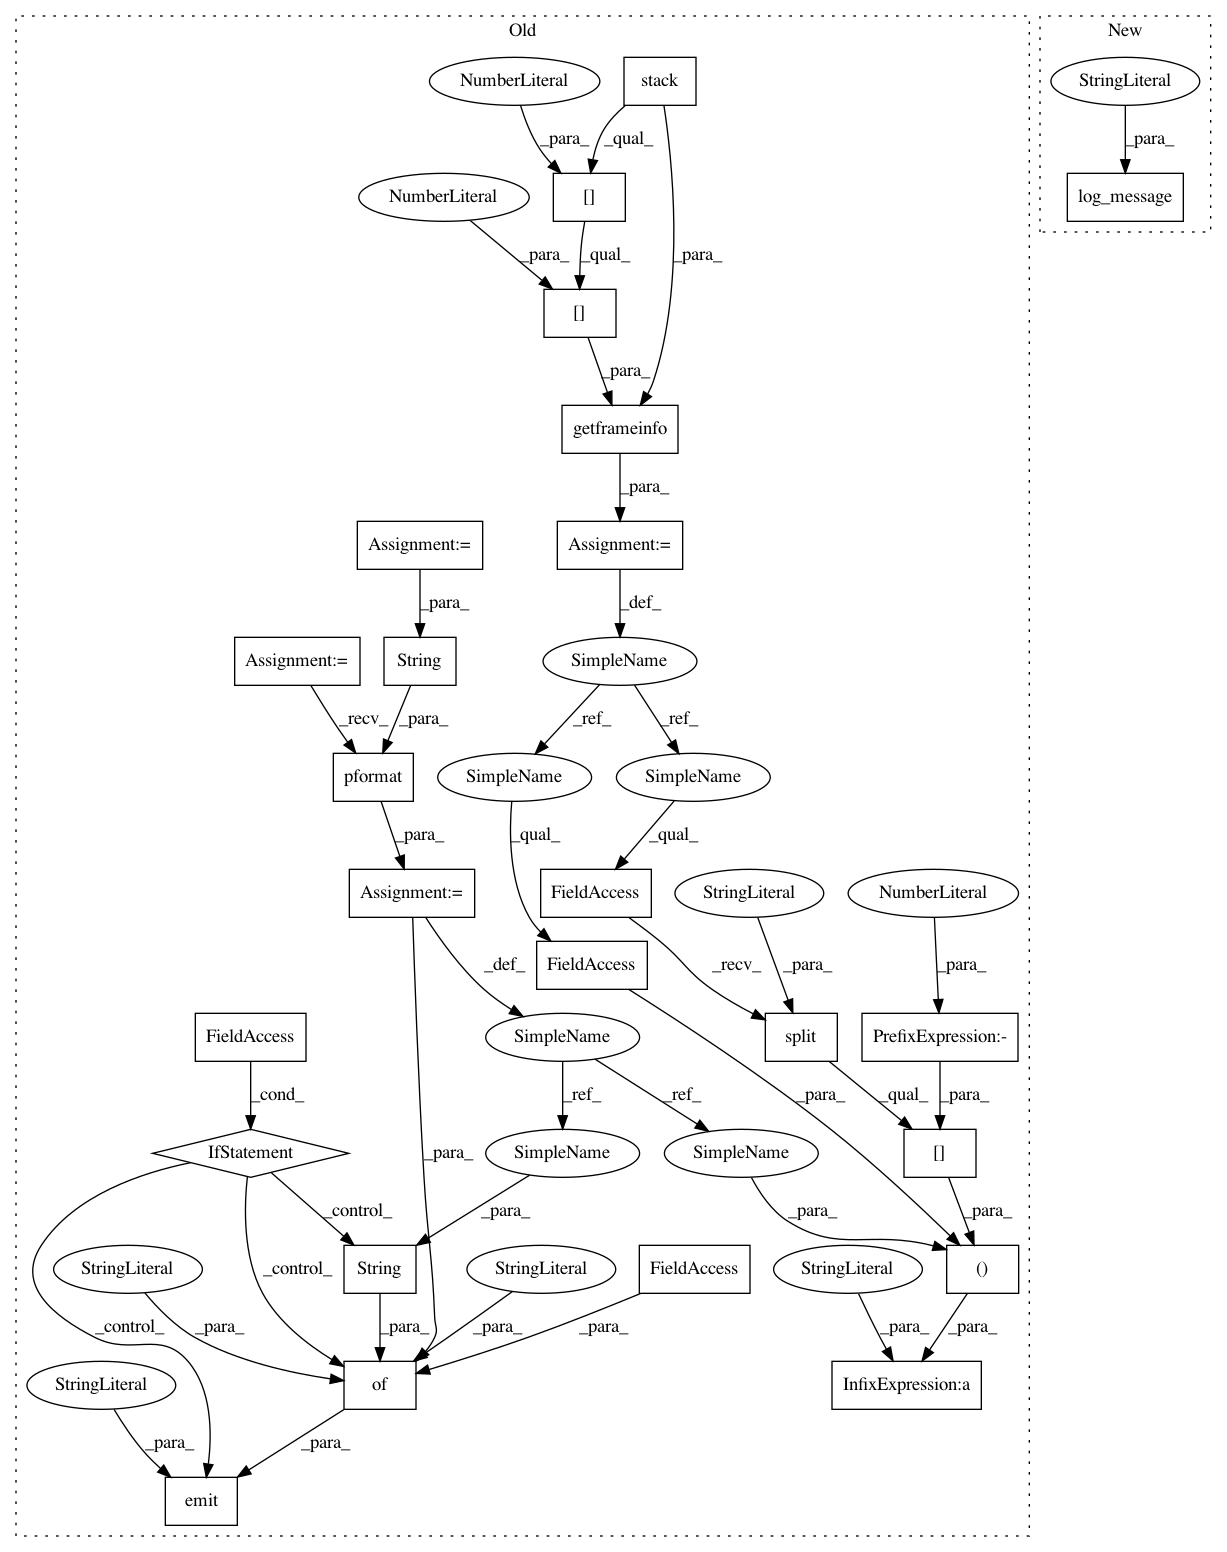 Old
New
NumberLiteral
stack
StringLiteral
_para_
_qual_
_para_
NumberLiteral
[]
log_message
_para_
_qual_
_para_
[]
_para_
getframeinfo
_para_
Assignment:=
Assignment:=
_para_
_def_
Assignment:=
String
SimpleName
_recv_
_para_
_ref_
_ref_
pformat
SimpleName
SimpleName
_para_
_qual_
_qual_
Assignment:=
FieldAccess
StringLiteral
NumberLiteral
_def_
FieldAccess
_recv_
_para_
_para_
FieldAccess
SimpleName
split
PrefixExpression:-
_cond_
_ref_
_ref_
_para_
_qual_
_para_
IfStatement
_para_
SimpleName
SimpleName
[]
_control_
_para_
_para_
_para_
StringLiteral
_control_
String
StringLiteral
FieldAccess
StringLiteral
()
_control_
_para_
_para_
_para_
_para_
_para_
_para_
StringLiteral
of
InfixExpression:a
_para_
_para_
emit